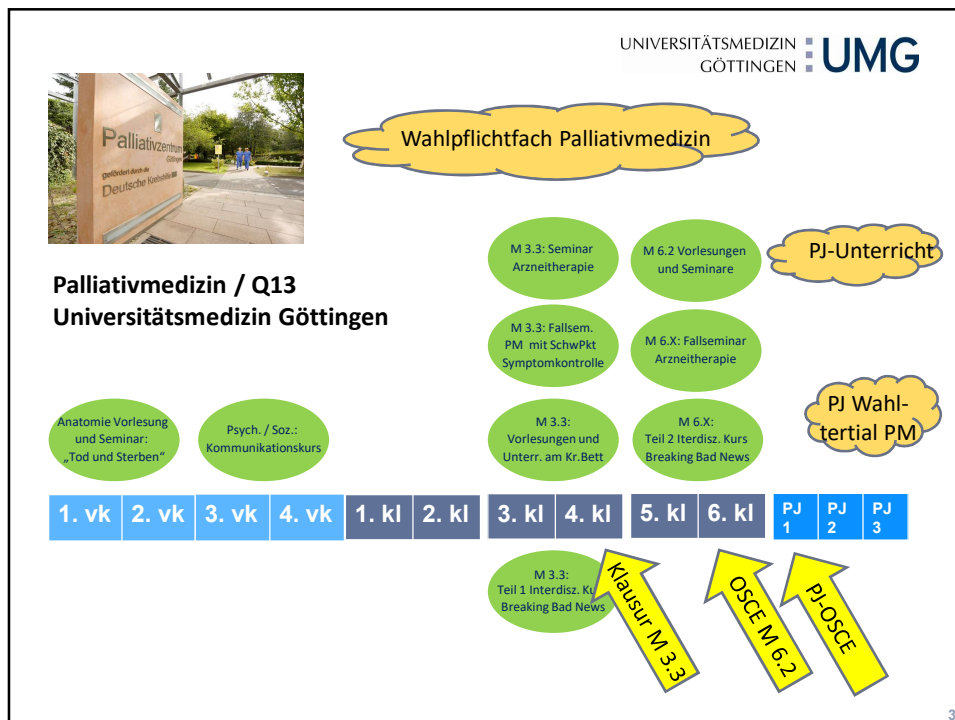 UNIVERSITÄTSMEDIZIN
GÖTTINGEN
UMG
Palliativzentrum
Göttingen
gefördert durch die
Deutsche Krebshilfe
Wahlpflichtfach Palliativmedizin
Palliativmedizin / Q13
Universitätsmedizin Göttingen
M 3.3: Seminar
Arzneitherapie
M 6.2 Vorlesungen
und Seminare
PJ-Unterricht
M 3.3: Fallsem.
PM mit SchwPkt
Symptomkontrolle
M 6.X: Fallseminar
Arzneitherapie
Anatomie Vorlesung
und Seminar:
„Tod und Sterben“
Psych. / Soz.:
Kommunikationskurs
M 3.3:
Vorlesungen und
Unterr. am Kr.Bett
M 6.X:
Teil 2 Iterdisz. Kurs
Breaking Bad News
PJ Wahl-
tertial PM
1. vk 2. vk 3. vk 4. vk 1. kl 2. kl 3. kl 4. kl 5. kl 6. kl
PJ 1
PJ 2
PJ 3
M 3.3:
Teil 1 Interdisz. Ku
Breaking Bad News
Klausur M 3.3
OSCE M 6.2
PJ-OSCE
3